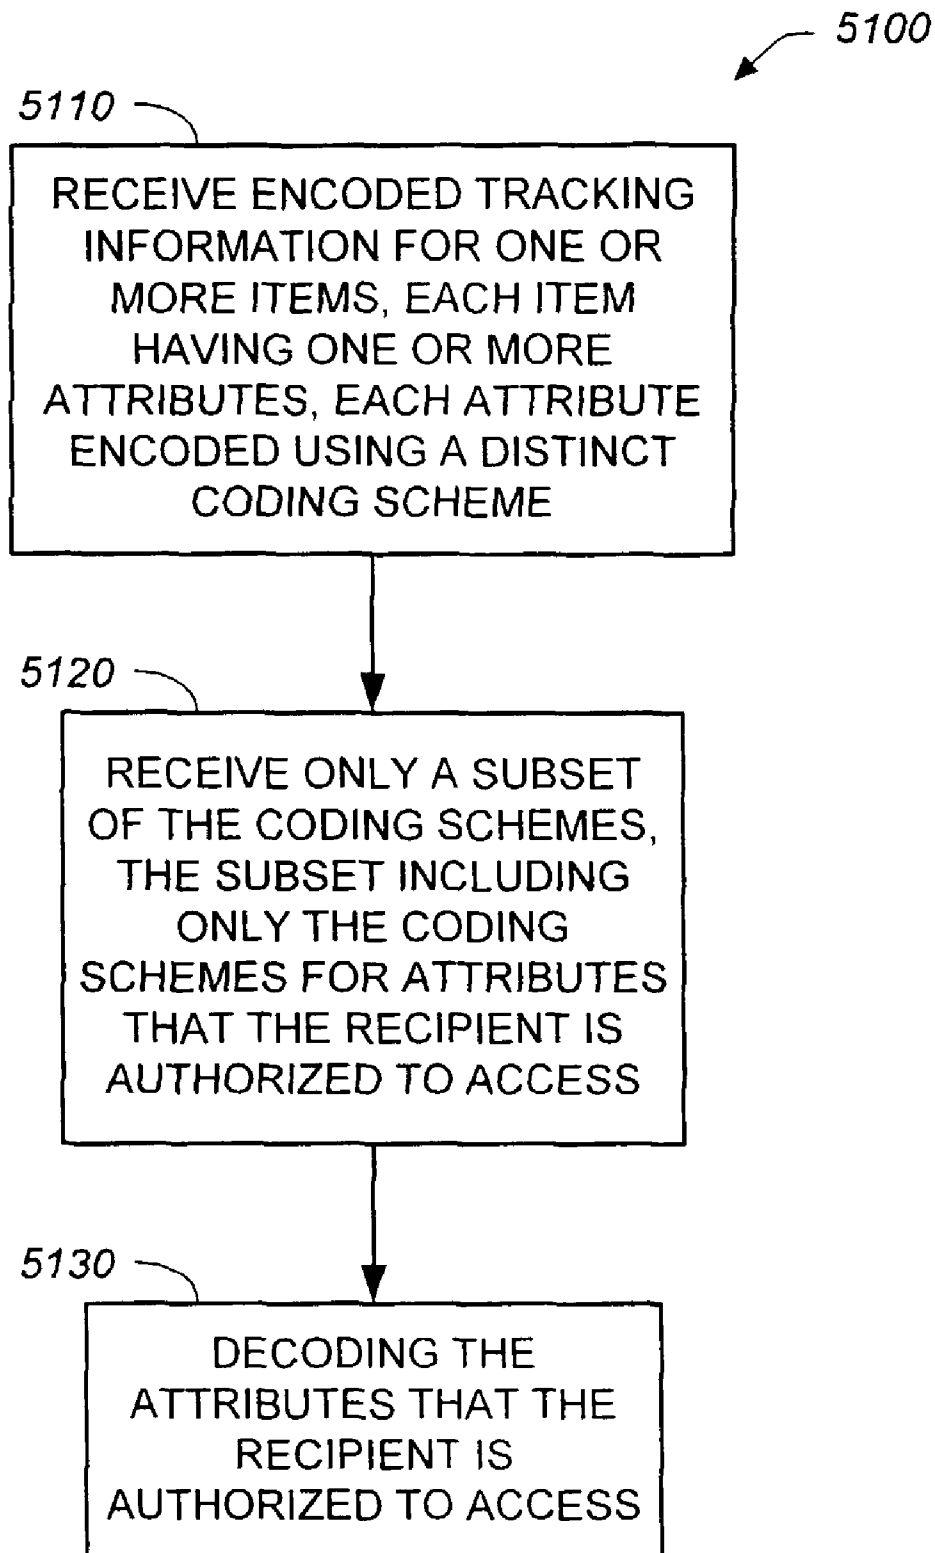 5100
5110
RECEIVE ENCODED TRACKING
INFORMATION FOR ONE OR
MORE ITEMS, EACH ITEM
HAVING ONE OR MORE
ATTRIBUTES, EACH ATTRIBUTE
ENCODED USING A DISTINCT
CODING SCHEME
5120
RECEIVE ONLY A SUBSET
OF THE CODING SCHEMES,
THE SUBSET INCLUDING
ONLY THE CODING
SCHEMES FOR ATTRIBUTES
THAT THE RECIPIENT IS
AUTHORIZED TO ACCESS
5130
DECODING THE
ATTRIBUTES THAT THE
RECIPIENT IS
AUTHORIZED TO ACCESS